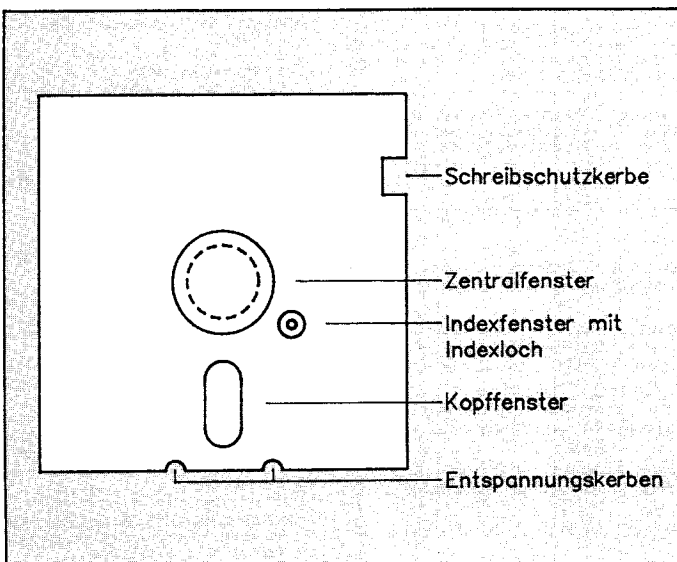 Schreibschutzkerbe
Zentralfenster
Indexfenster mit
Indexloch
Kopffenster
Entspannungskerben